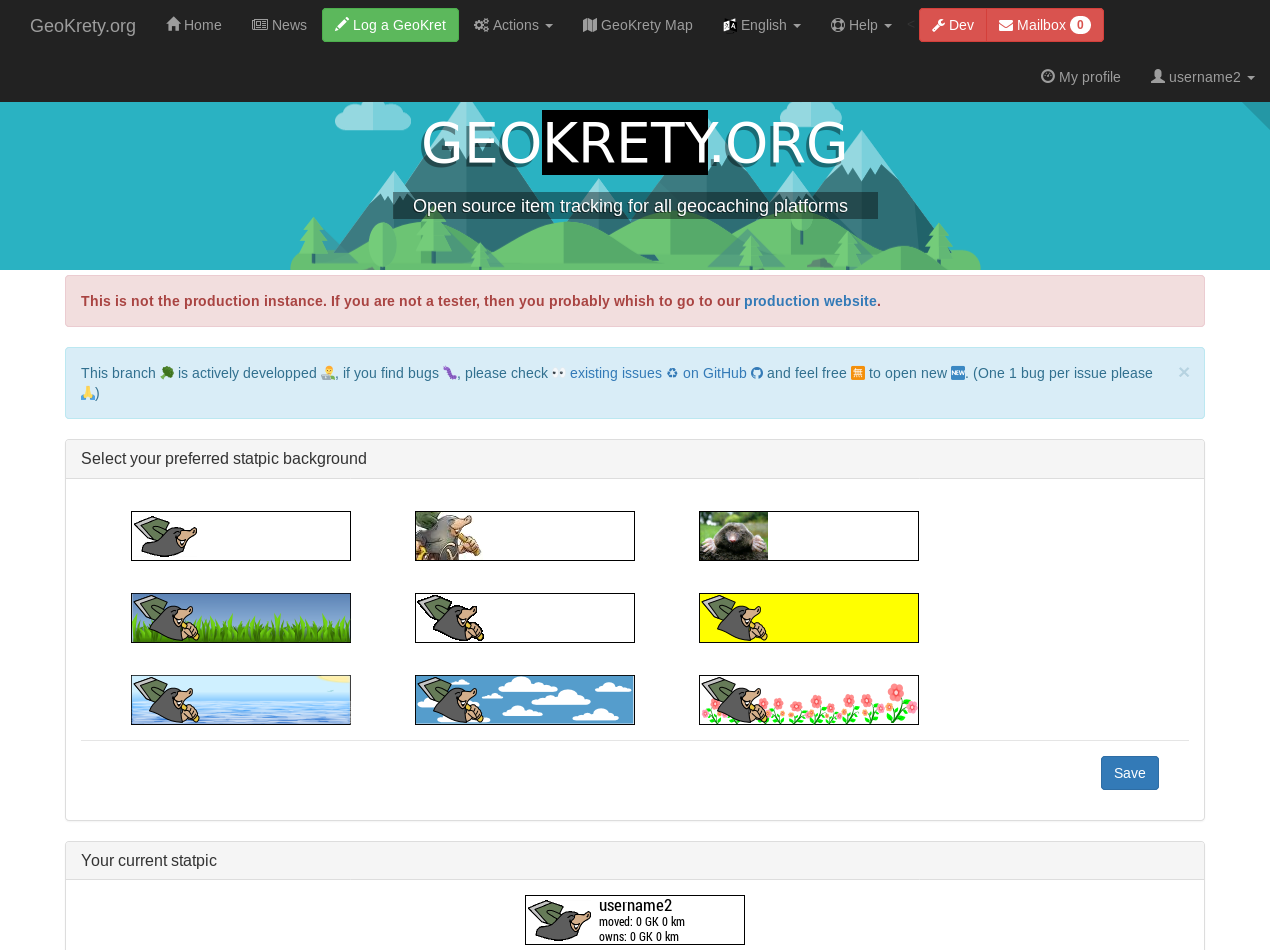 GeoKrety.org Home News Log a GeoKret Actions GeoKrety Map English Help Dev Mailbox 0
My profile username2
GEOKRETY.ORG
Open source item tracking for all geocaching platforms
This is not the production instance. If you are not a tester, then you probably whish to go to our production website.
This branch 🥦 is actively developped 👨‍💻, if you find bugs 🐛, please check 👀 existing issues ♻ on GitHub and feel free 🈚 to open new 🆕. (One 1 bug per issue please
🙏)
×
Select your preferred statpic background
Save
Your current statpic
username2
moved: 0 GK 0 km
owns: 0 GK 0 km